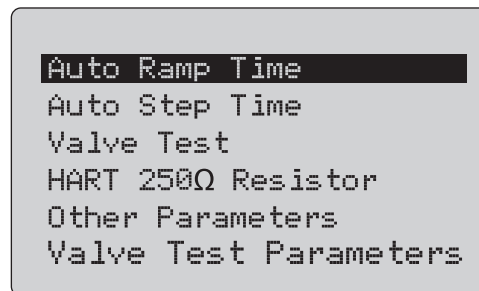 Auto Ramp Time
Auto Step Time
Valve Test
HART 250Ω Resistor
Other Parameters
Valve Test Parameters